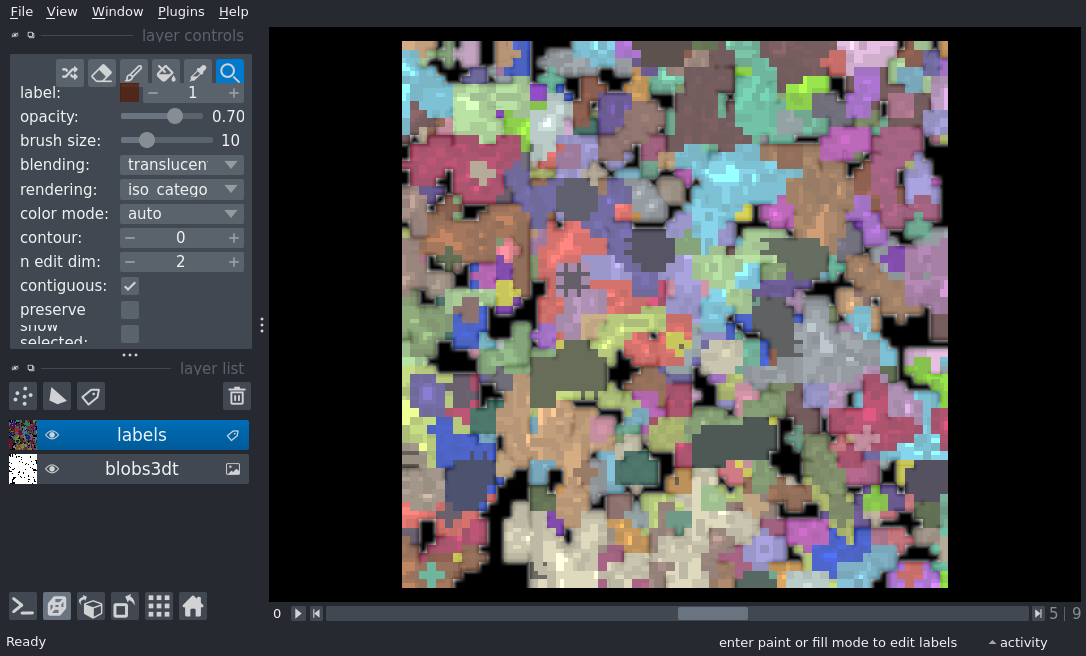 File View Window Plugins Help
layer controls
label: 1
opacity: 0.70
brush size: 10
blending: translucen
rendering: iso_catego
color mode: auto
contour: 0
n edit dim: 2
contiguous:
preserve
show
selected:
layer list
labels
blobs3dt
0 5 | 9
Ready enter paint or fill mode to edit labels activity